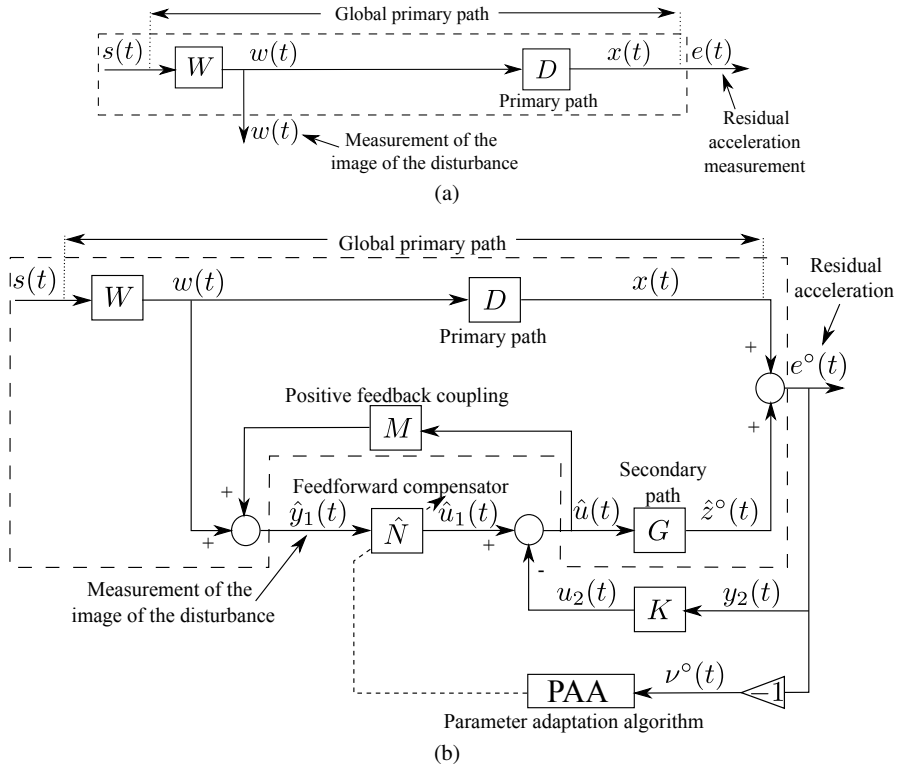 Global primary path
s(t)
W
w(t)
D
x(t)
e(t)
Primary path
w(t)
Measurement of the
image of the disturbance
Residual
acceleration
measurement
(a)
Global primary path
s(t)
W
w(t)
D
x(t)
Primary path
Residual
acceleration
+
e°(t)
Positive feedback coupling
M
+
+
Feedforward compensator
Secondary
path
+
ŷ₁(t)
N̂
û₁(t)
+
û(t)
G
ẑ°(t)
-
Measurement of the
image of the disturbance
u₂(t)
K
y₂(t)
PAA
ν°(t)
−1
Parameter adaptation algorithm
(b)